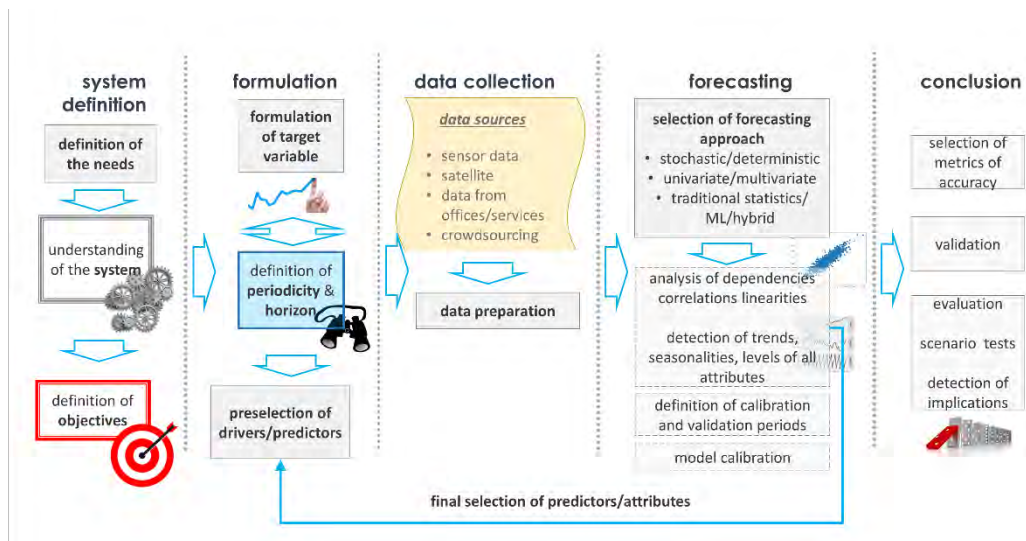 system
definition
definition of
the needs
understanding
of the system
definition of
objectives
formulation
formulation
of target
variable
definition of
periodicity &
horizon
preselection of
drivers/predictors
data collection
data sources
• sensor data
• satellite
• data from
offices/services
• crowdsourcing
data preparation
forecasting
selection of forecasting
approach
• stochastic/deterministic
• univariate/multivariate
• traditional statistics/
ML/hybrid
analysis of dependencies
correlations linearities
detection of trends,
seasonalities, levels of all
attributes
definition of calibration
and validation periods
model calibration
conclusion
selection of
metrics of
accuracy
validation
evaluation
scenario tests
detection of
implications
final selection of predictors/attributes